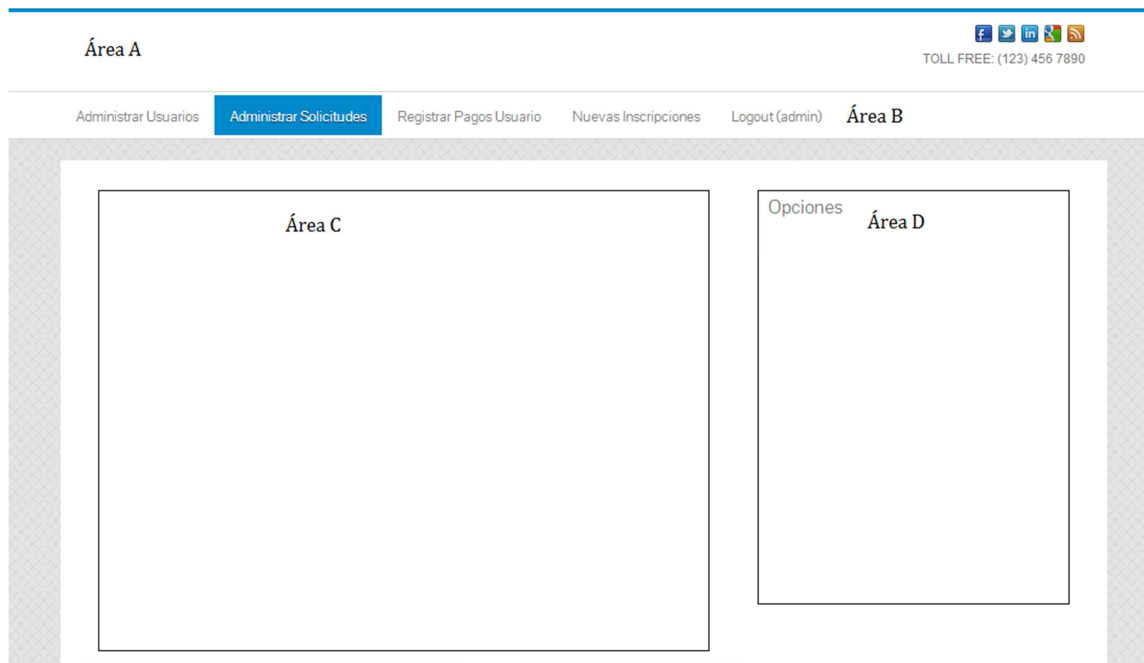 Área A
TOLL FREE: (123) 456 7890
Administrar Usuarios Administrar Solicitudes Registrar Pagos Usuario Nuevas Inscripciones Logout (admin) Área B
Área C
Opciones
Área D